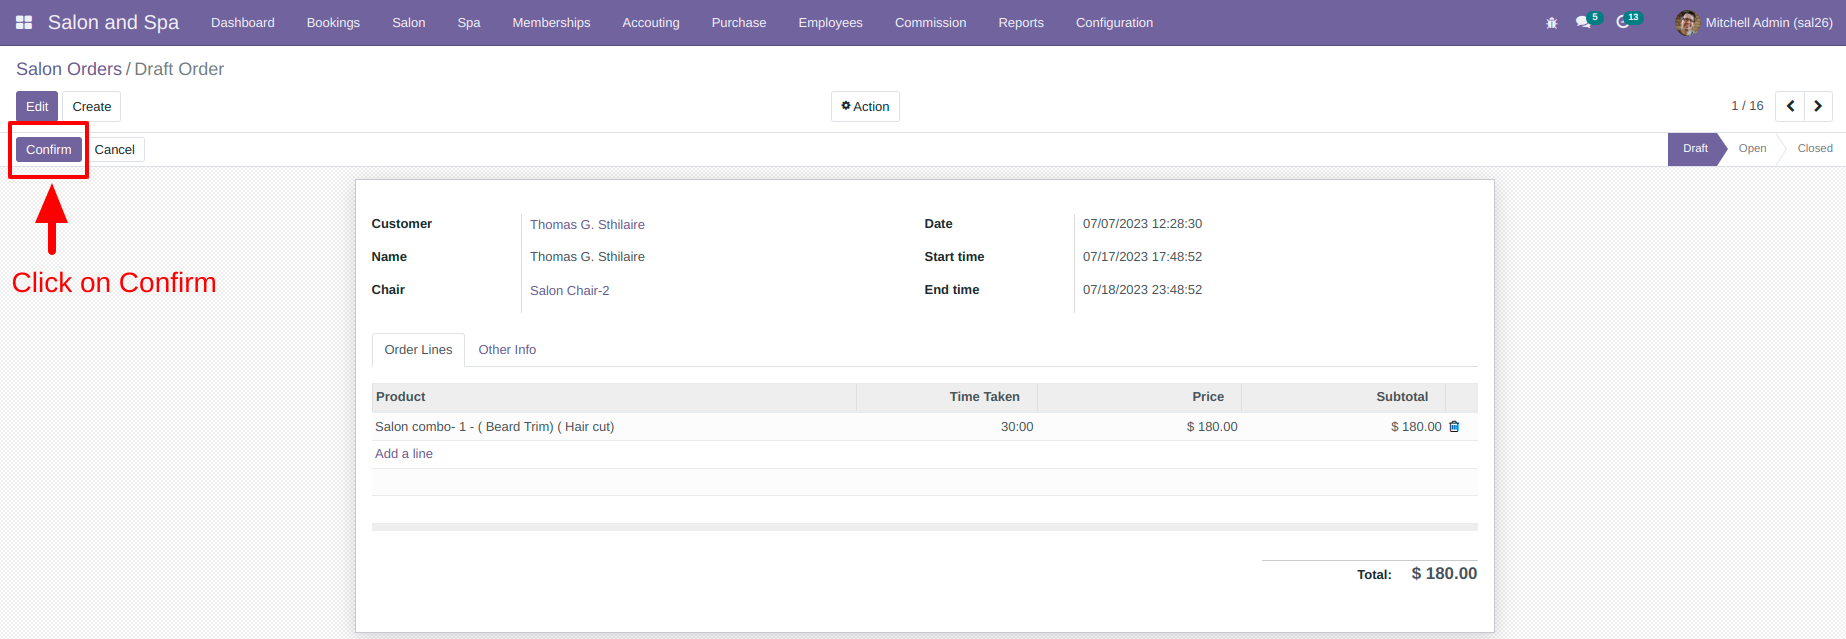 Salon and Spa Dashboard Bookings Salon Spa Memberships Accouting Purchase Employees Commission Reports Configuration 5 13 Mitchell Admin (sal26)
Salon Orders / Draft Order
Edit Create Action 1 / 16
Confirm Cancel Draft Open Closed
Click on Confirm
Customer Thomas G. Sthilaire Date 07/07/2023 12:28:30
Name Thomas G. Sthilaire Start time 07/17/2023 17:48:52
Chair Salon Chair-2 End time 07/18/2023 23:48:52
Order Lines Other Info
Product Time Taken Price Subtotal
Salon combo- 1 - ( Beard Trim) ( Hair cut) 30:00 $ 180.00 $ 180.00
Add a line
Total: $ 180.00